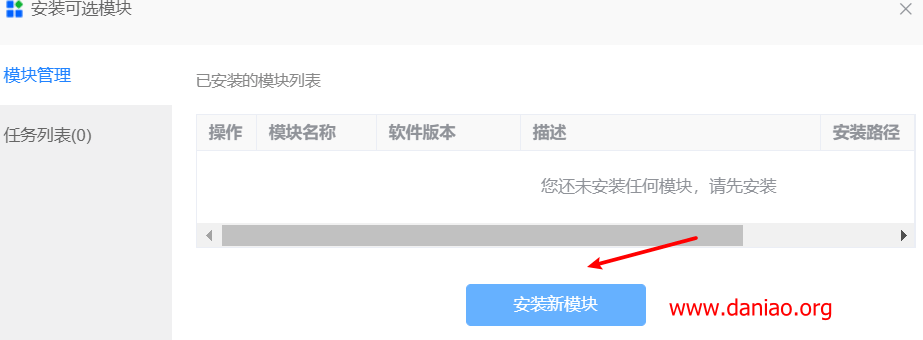 安装可选模块
模块管理
已安装的模块列表
操作 模块名称 软件版本 描述 安装路径
任务列表(0)
您还未安装任何模块，请先安装
安装新模块
www.daniao.org